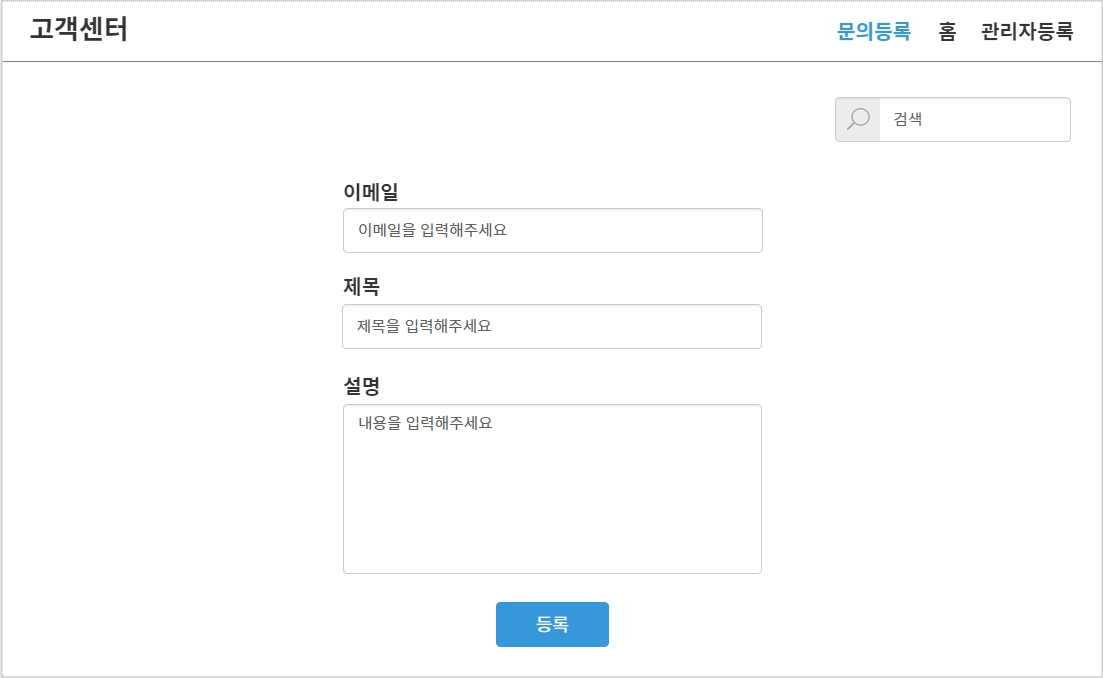 고객센터
문의등록 홈 관리자등록
검색
이메일
이메일을 입력해주세요
제목
제목을 입력해주세요
설명
내용을 입력해주세요
등록